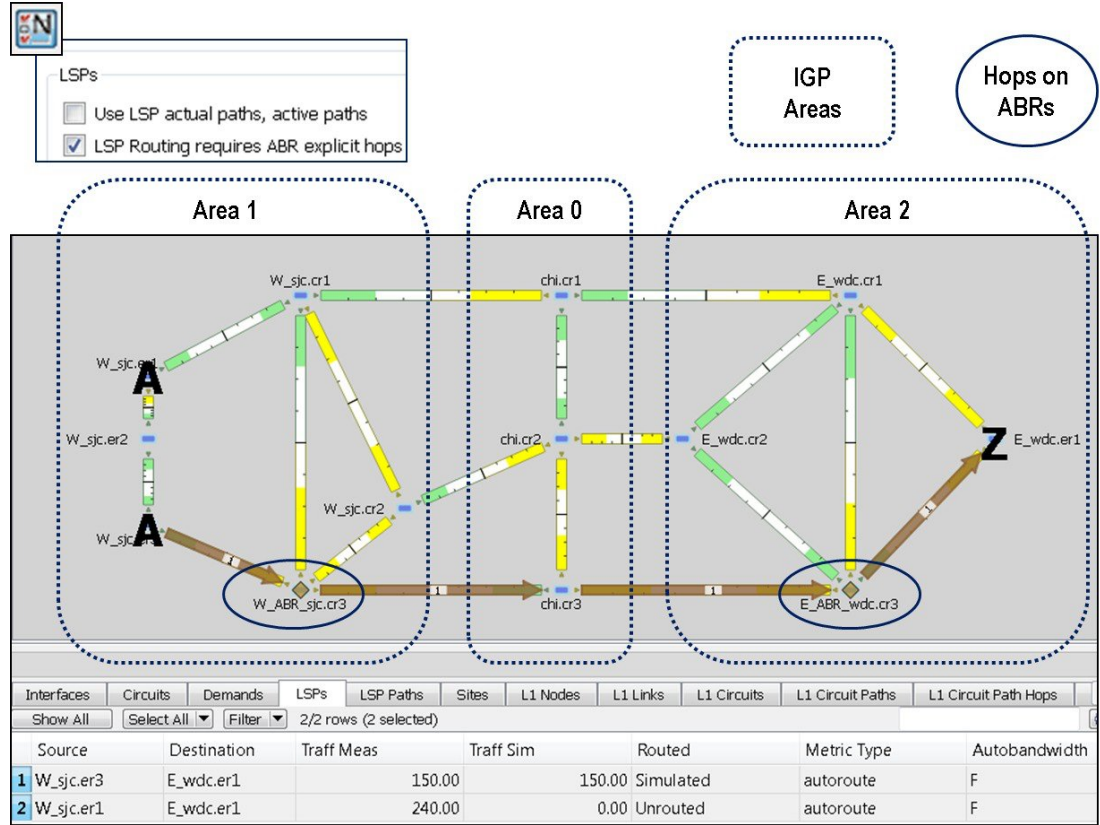 N
LSPs
Use LSP actual paths, active paths
LSP Routing requires ABR explicit hops
IGP
Areas
Hops on
ABRs
Area 1
Area 0
Area 2
W_sjc.cr1
chi.cr1
E_wdc.cr1
W_sjc.er1
A
W_sjc.er2
chi.cr2
E_wdc.cr2
Z
E_wdc.er1
W_sjc.cr2
A
1
1
1
1
W_ABR_sjc.cr3
chi.cr3
E_ABR_wdc.cr3
Interfaces Circuits Demands LSPs LSP Paths Sites L1 Nodes L1 Links L1 Circuits L1 Circuit Paths L1 Circuit Path Hops
Show All Select All Filter 2/2 rows (2 selected)
Source Destination Traff Meas Traff Sim Routed Metric Type Autobandwidth
1 W_sjc.er3 E_wdc.er1 150.00 150.00 Simulated autoroute F
2 W_sjc.er1 E_wdc.er1 240.00 0.00 Unrouted autoroute F